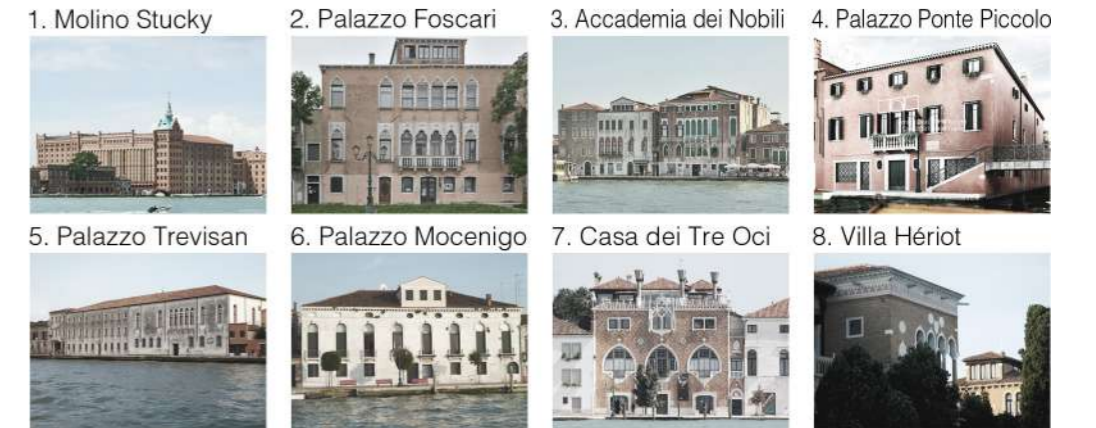 1. Molino Stucky
2. Palazzo Foscari
3. Accademia dei Nobili
4. Palazzo Ponte Piccolo
5. Palazzo Trevisan
6. Palazzo Mocenigo
7. Casa dei Tre Oci
8. Villa Hériot